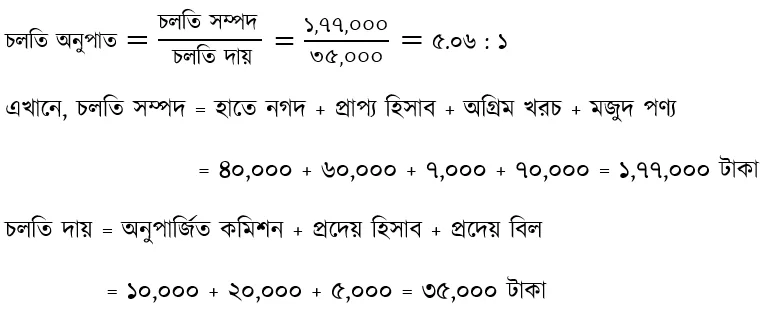 চলতি অনুপাত = চলতি সম্পদ / চলতি দায় = ১,৭৭,০০০ / ৩৫,০০০ = ৫.০৬ : ১
এখানে, চলতি সম্পদ = হাতে নগদ + প্রাপ্য হিসাব + অগ্রিম খরচ + মজুদ পণ্য
= ৪০,০০০ + ৬০,০০০ + ৭,০০০ + ৭০,০০০ = ১,৭৭,০০০ টাকা
চলতি দায় = অনুপার্জিত কমিশন + প্রদেয় হিসাব + প্রদেয় বিল
= ১০,০০০ + ২০,০০০ + ৫,০০০ = ৩৫,০০০ টাকা